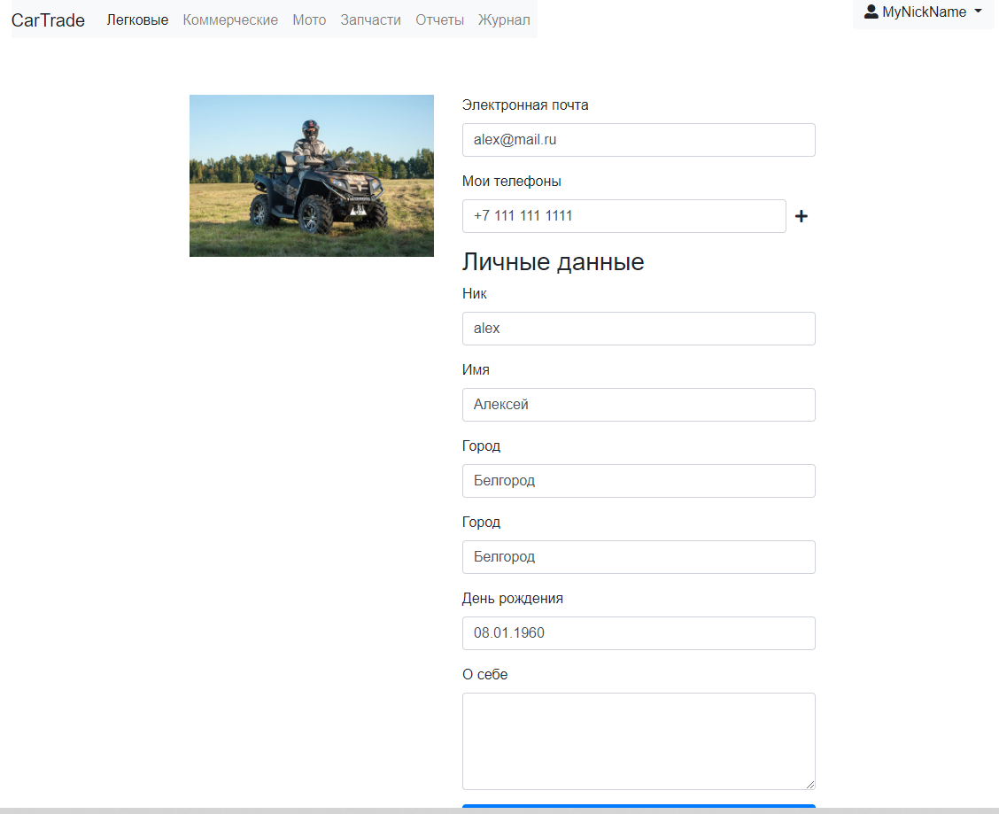 CarTrade Легковые Коммерческие Мото Запчасти Отчеты Журнал MyNickName
Электронная почта
alex@mail.ru
Мои телефоны
+7 111 111 1111
Личные данные
Ник
alex
Имя
Алексей
Город
Белгород
Город
Белгород
День рождения
08.01.1960
О себе